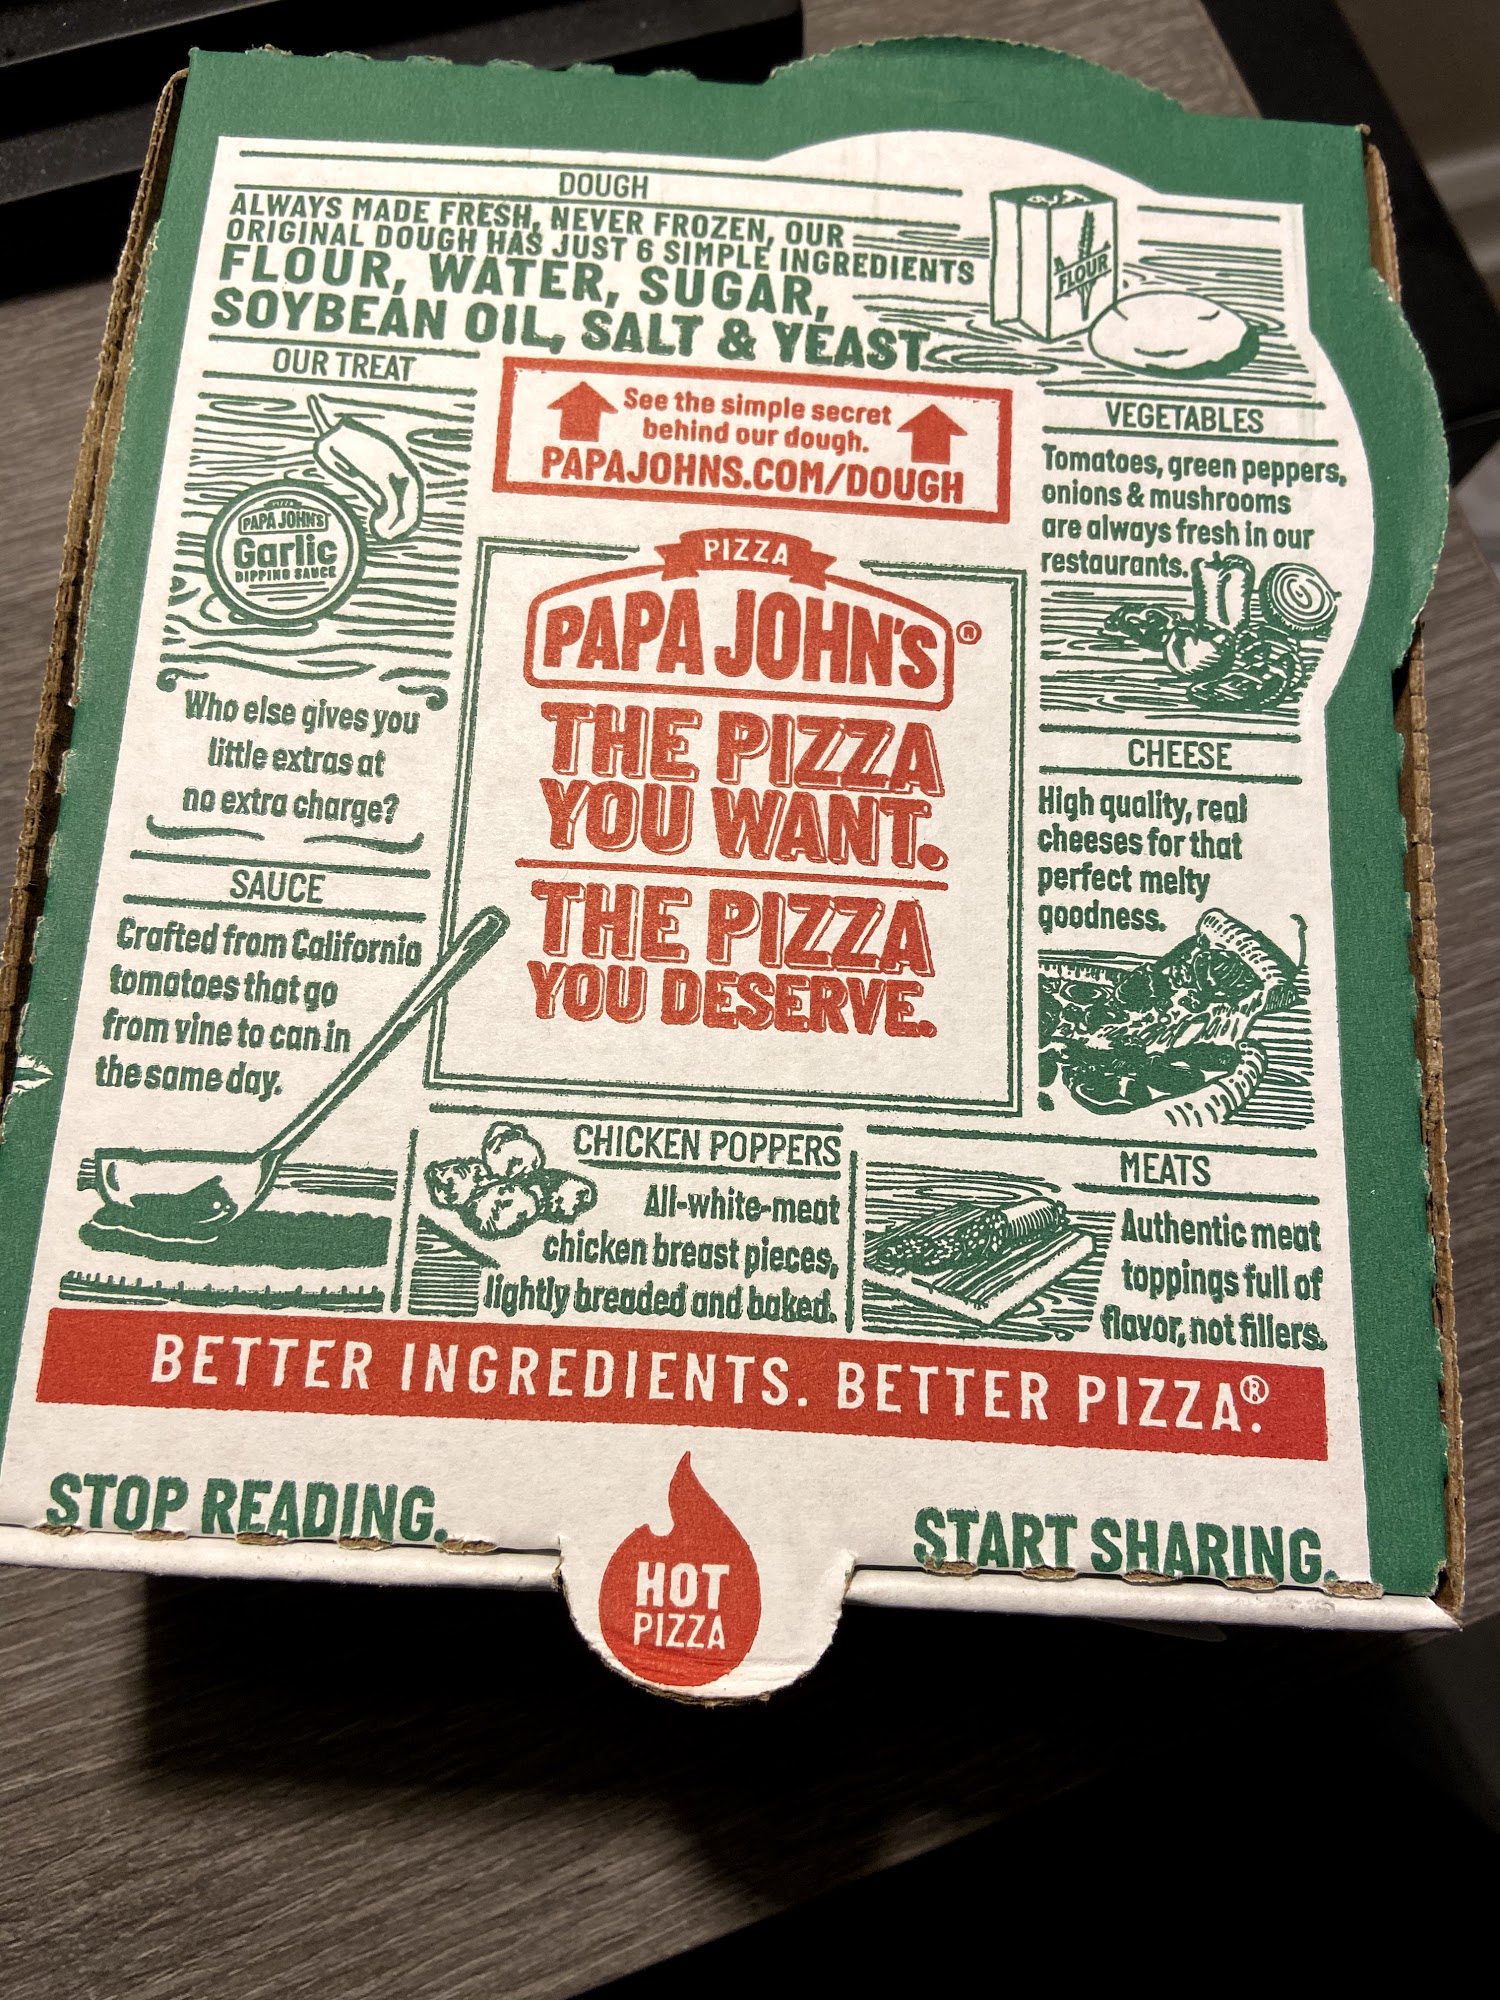 DOUGH
ALWAYS MADE FRESH, NEVER FROZEN, OUR
ORIGINAL DOUGH HAS JUST 6 SIMPLE INGREDIENTS
FLOUR, WATER, SUGAR,
SOYBEAN OIL, SALT & YEAST.
FLOUR
OUR TREAT
PIZZA
PAPA JOHN'S
Garlic
DIPPING SAUCE
Who else gives you
little extras at
no extra charge?
SAUCE
Crafted from California
tomatoes that go
from vine to can in
the same day.
See the simple secret
behind our dough.
PAPAJOHNS.COM/DOUGH
PIZZA
PAPA JOHN'S®
THE PIZZA
YOU WANT.
THE PIZZA
YOU DESERVE.
VEGETABLES
Tomatoes, green peppers,
onions & mushrooms
are always fresh in our
restaurants.
CHEESE
High quality, real
cheeses for that
perfect melty
goodness.
CHICKEN POPPERS
All-white-meat
chicken breast pieces,
lightly breaded and baked.
MEATS
Authentic meat
toppings full of
flavor, not fillers.
BETTER INGREDIENTS. BETTER PIZZA.®
STOP READING.
START SHARING.
HOT
PIZZA